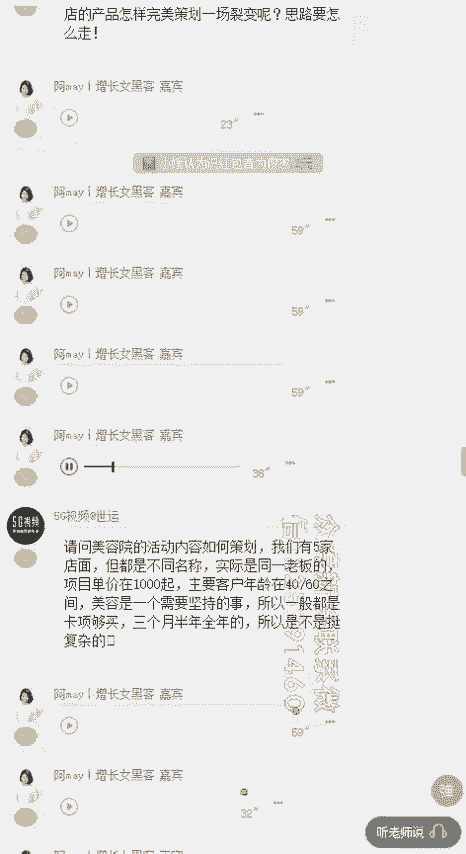 店的产品怎样完美策划一场裂变呢?思路要怎
么走!
阿may丨增长女黑客 嘉宾
23"
阿may丨增长女黑客 嘉宾
59"
阿may丨增长女黑客 嘉宾
59"
阿may丨增长女黑客 嘉宾
59"
阿may丨增长女黑客 嘉宾
36"
5G视频
5G视频@世运
请问美容院的活动内容如何策划,我们有5家
店面,但都是不同名称,实际是同一老板的,
项目单价在1000起,主要客户年龄在40/60之
间,美容是一个需要坚持的事,所以一般都是
卡项够买,三个月半年全年的,所以是不是挺
复杂的
阿may丨增长女黑客 嘉宾
59"
阿may丨增长女黑客 嘉宾
32"
听老师说